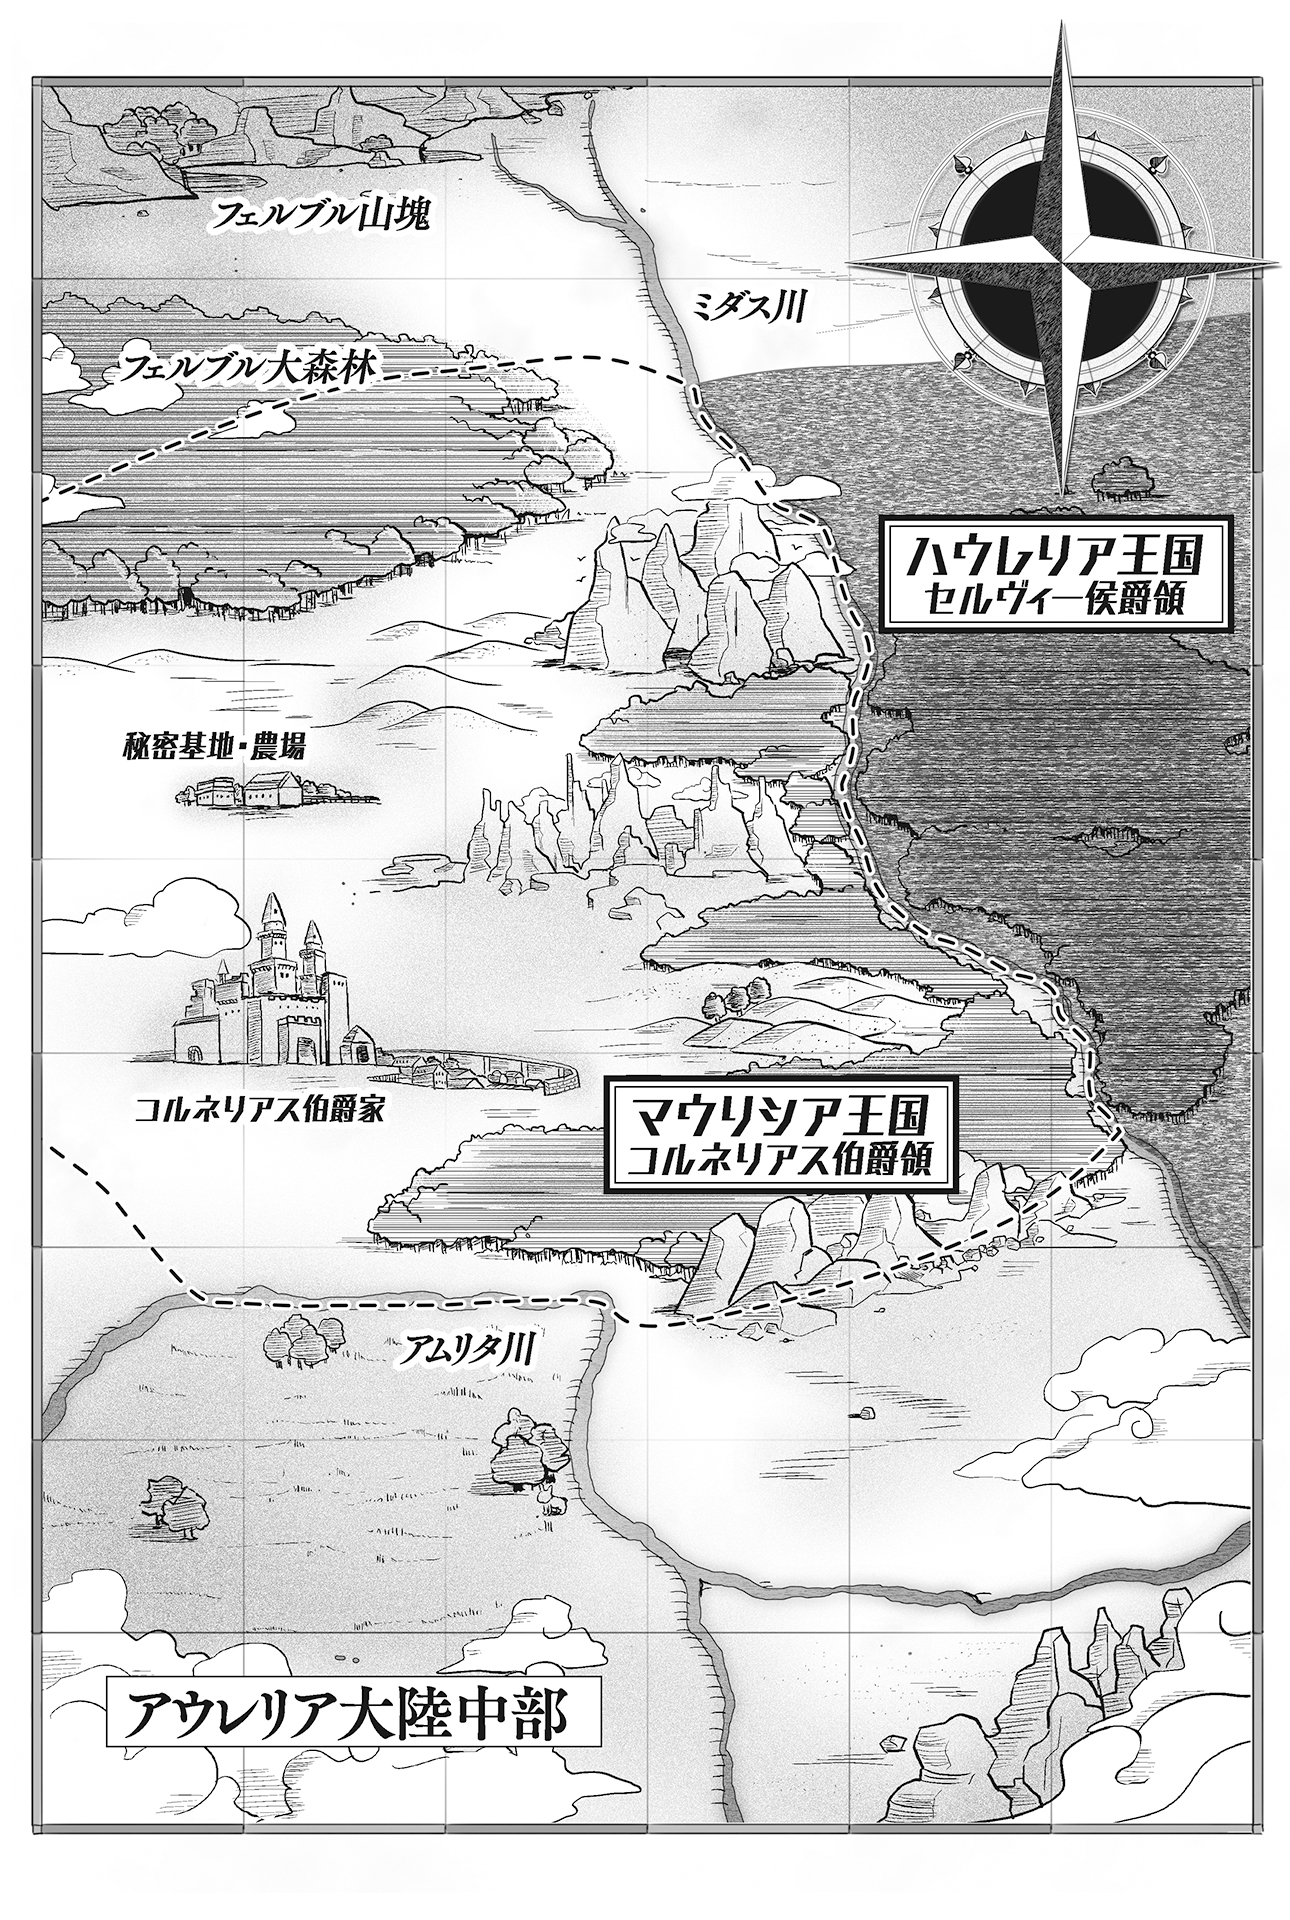 フェルブル山塊
ミダス川
フェルブル大森林
ハウレリア王国
セルヴィー侯爵領
秘密基地・農場
コルネリアス伯爵家
マウリシア王国
コルネリアス伯爵領
アムリタ川
アウレリア大陸中部